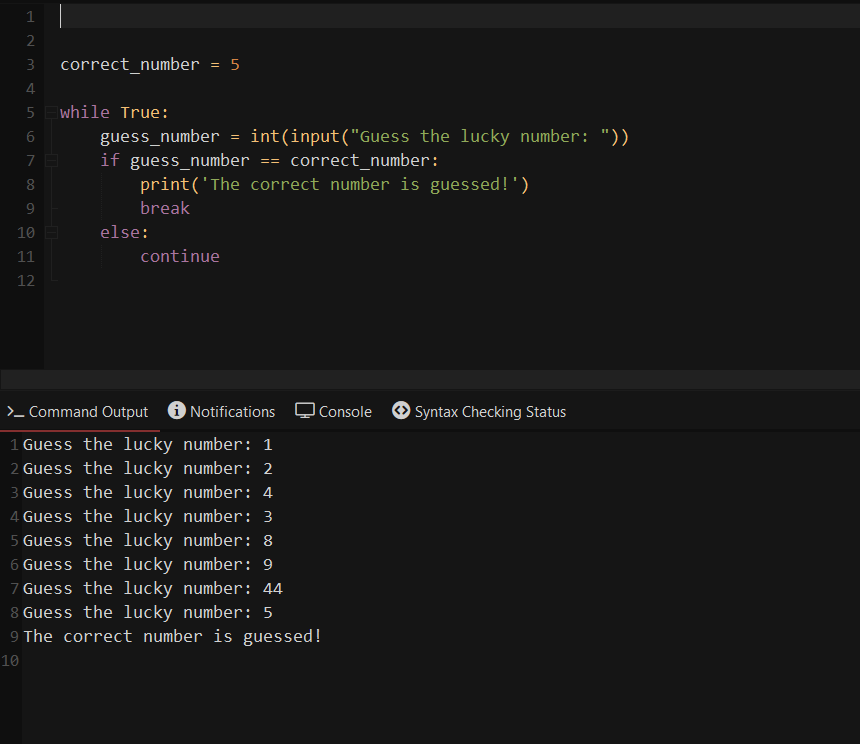 1
2
3 correct_number = 5
4
5 while True:
6     guess_number = int(input("Guess the lucky number: "))
7     if guess_number == correct_number:
8         print('The correct number is guessed!')
9         break
10     else:
11         continue
12
Command Output Notifications Console Syntax Checking Status
1 Guess the lucky number: 1
2 Guess the lucky number: 2
3 Guess the lucky number: 4
4 Guess the lucky number: 3
5 Guess the lucky number: 8
6 Guess the lucky number: 9
7 Guess the lucky number: 44
8 Guess the lucky number: 5
9 The correct number is guessed!
10